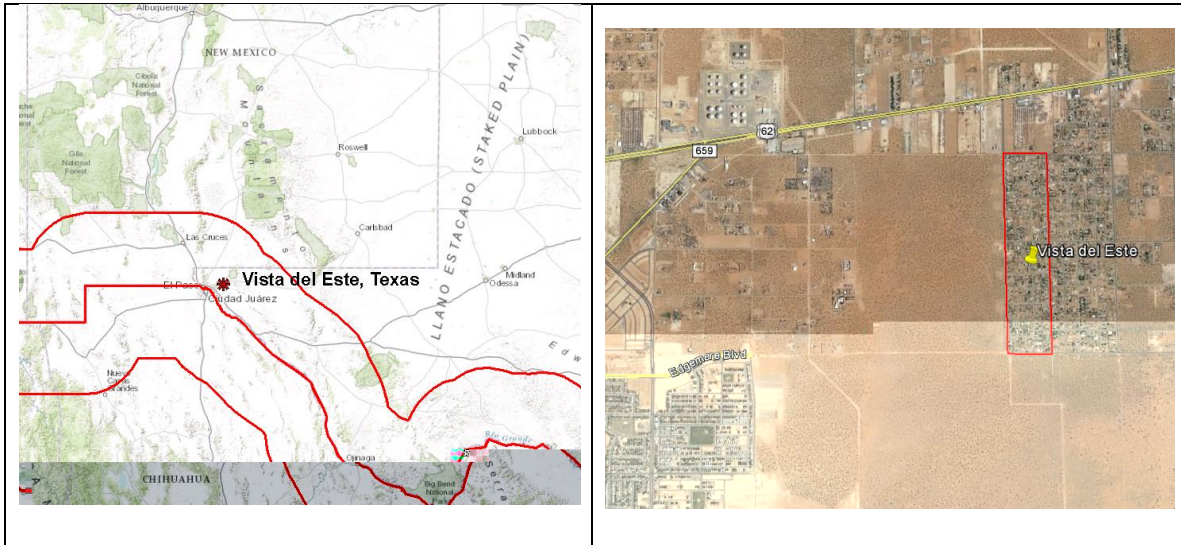 Albuquerque
NEW MEXICO
Cibola
National
Forest
Gila
National
Forest
Sacramento
Mountains
LLANO ESTACADO (STAKED PLAIN)
Lubbock
Roswell
Carlsbad
Las Cruces
Midland
Odessa
El Paso
Ciudad Juárez
Vista del Este, Texas
Nuevo
Casas
Grandes
Rio Grande
Ojinaga
CHIHUAHUA
Big Bend
National
Park
62
659
Vista del Este
Edgemere Blvd